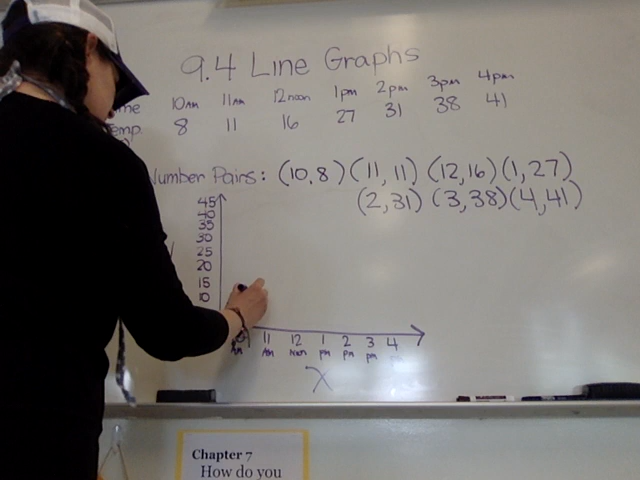 9.4 Line Graphs
10AM 11AM 12noon 1pm 2pm 3pm 4pm
8 11 16 27 31 38 41
Number Pairs: (10,8) (11,11) (12,16) (1,27)
(2,31) (3,38) (4,41)
45
40
35
30
25
20
15
10
11 12 1 2 3 4
AM AM Noon pm pm pm
X
Chapter 7
How do you